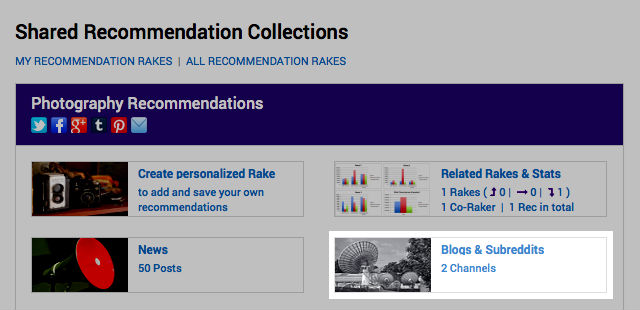 Shared Recommendation Collections
MY RECOMMENDATION RAKES | ALL RECOMMENDATION RAKES
Photography Recommendations
Create personalized Rake
to add and save your own
recommendations
Related Rakes & Stats
1 Rakes ( ⤴ 0 | → 0 | ⤵ 1 )
1 Co-Raker | 1 Rec in total
News
50 Posts
Blogs & Subreddits
2 Channels